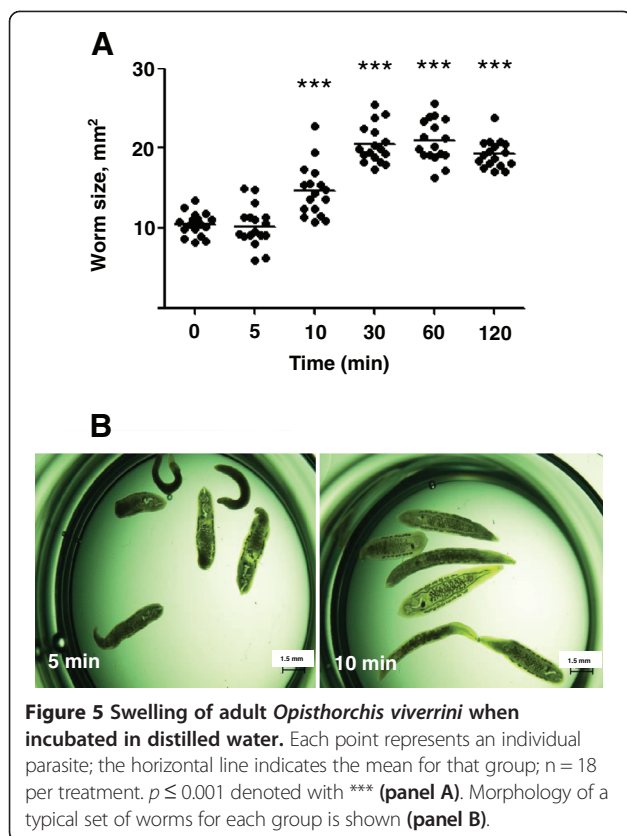 A
30
20
10
Worm size, mm²
***
***
***
***
0 5 10 30 60 120
Time (min)
B
5 min
1.5 mm
10 min
1.5 mm
Figure 5 Swelling of adult Opisthorchis viverrini when
incubated in distilled water. Each point represents an individual
parasite; the horizontal line indicates the mean for that group; n = 18
per treatment. p ≤ 0.001 denoted with *** (panel A). Morphology of a
typical set of worms for each group is shown (panel B).